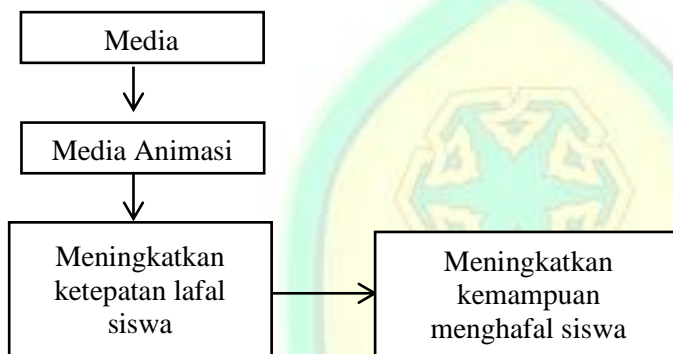 Media
Media Animasi
Meningkatkan
ketepatan lafal
siswa
Meningkatkan
kemampuan
menghafal siswa